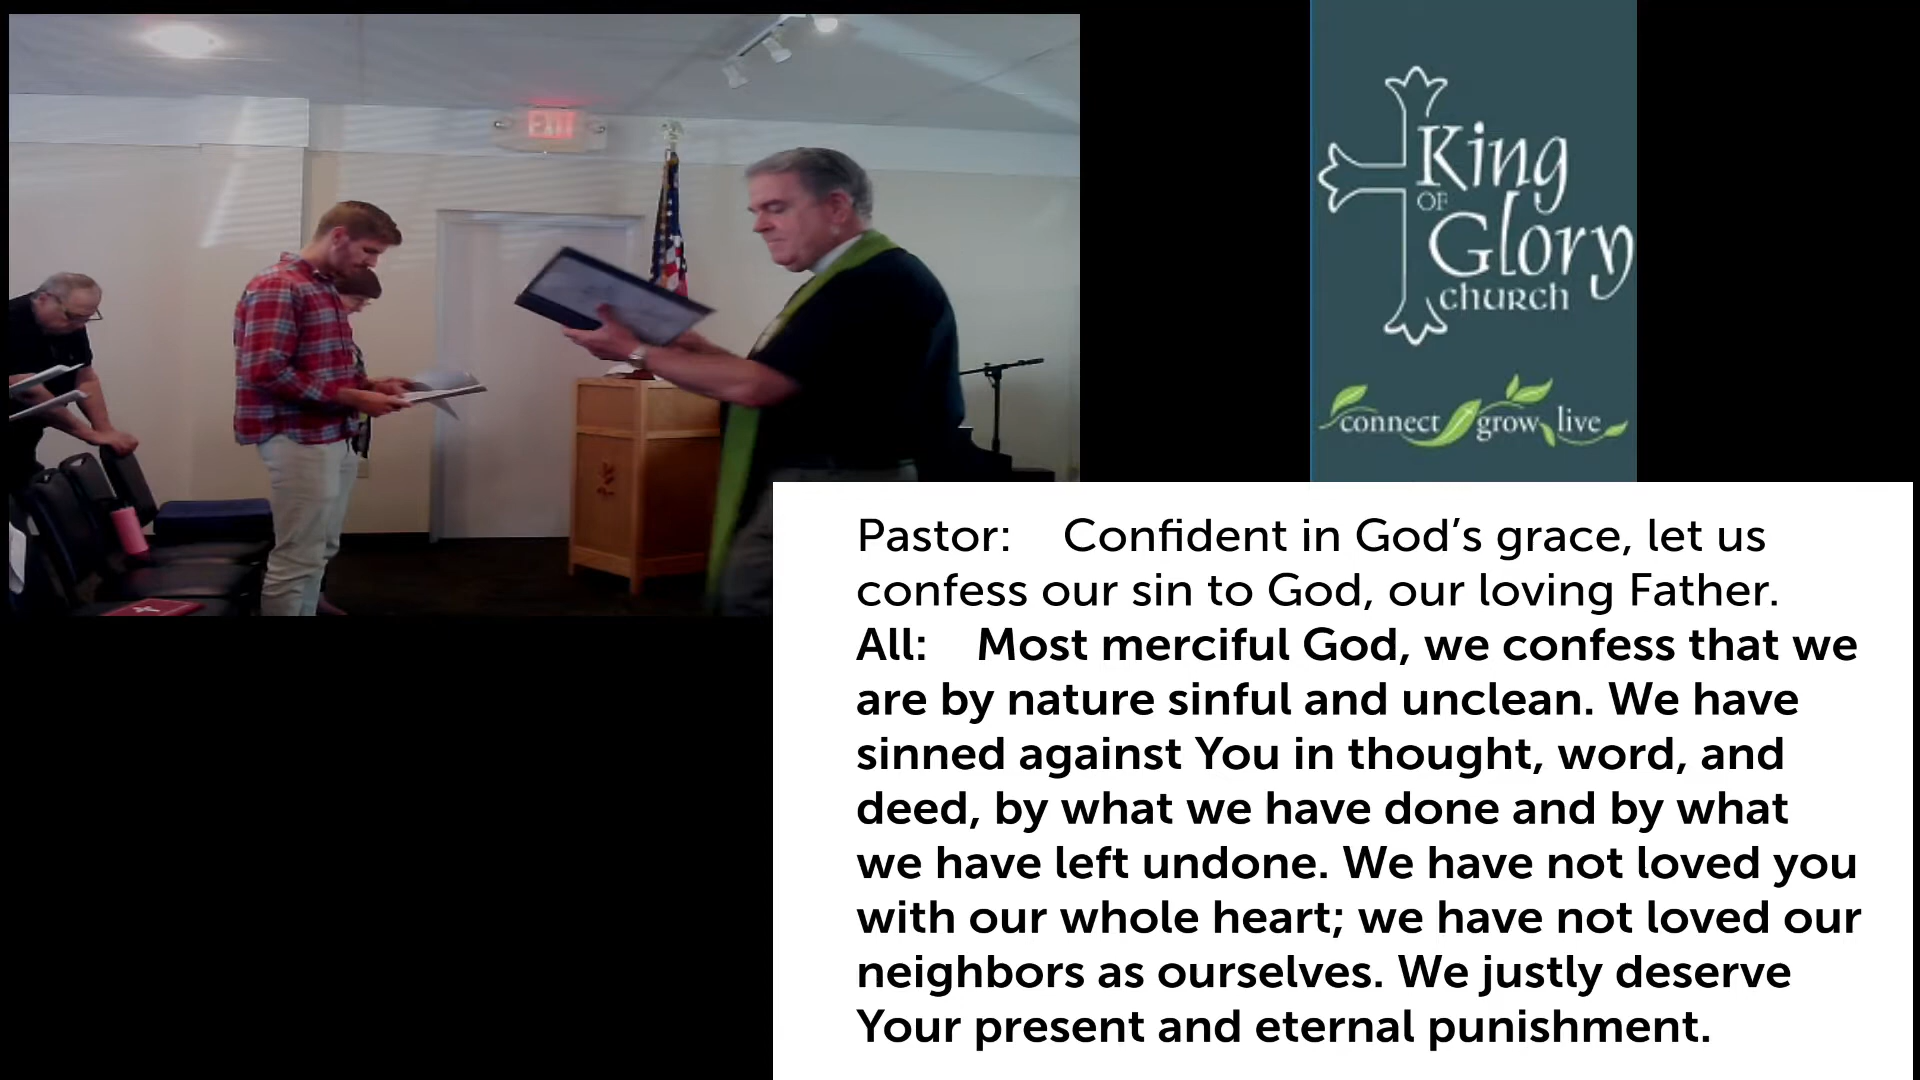 EXIT
King
OF
Glory
church
connect grow live
Pastor: Confident in God’s grace, let us
confess our sin to God, our loving Father.
All: Most merciful God, we confess that we
are by nature sinful and unclean. We have
sinned against You in thought, word, and
deed, by what we have done and by what
we have left undone. We have not loved you
with our whole heart; we have not loved our
neighbors as ourselves. We justly deserve
Your present and eternal punishment.